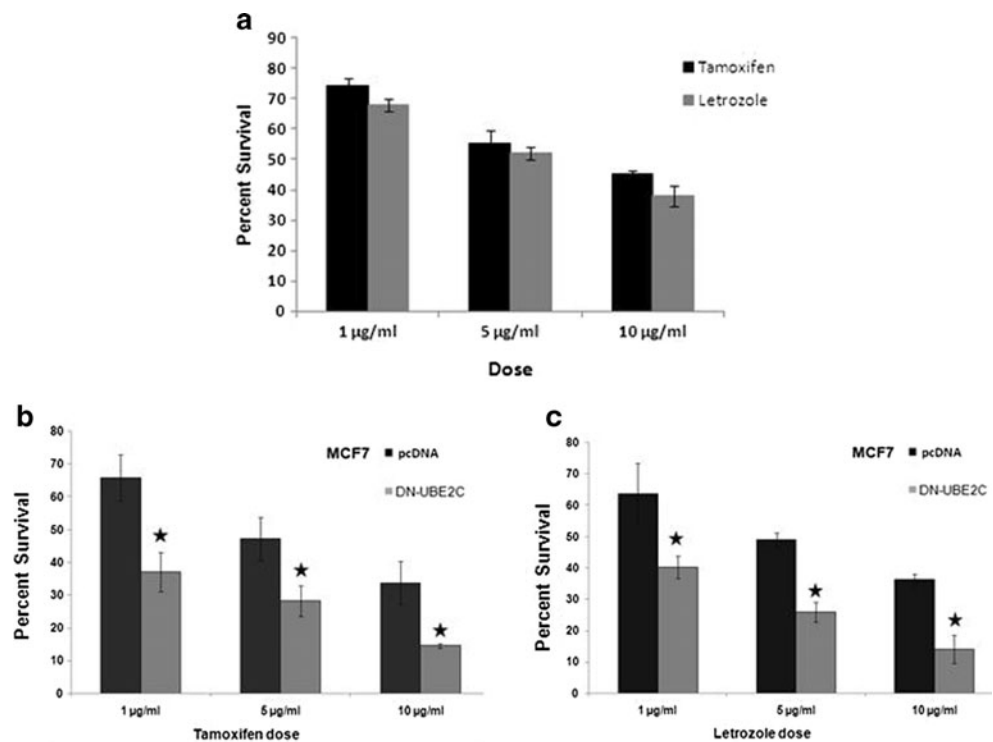 a
90
80
70
60
50
40
30
20
10
0
Percent Survival
Tamoxifen
Letrozole
1 µg/ml 5 µg/ml 10 µg/ml
Dose
b
80
70
60
50
40
30
20
10
0
Percent Survival
MCF7 pcDNA
DN-UBE2C
★ ★ ★
1 µg/ml 5 µg/ml 10 µg/ml
Tamoxifen dose
c
80
70
60
50
40
30
20
10
0
Percent Survival
MCF7 pcDNA
DN-UBE2C
★ ★ ★
1 µg/ml 5 µg/ml 10 µg/ml
Letrozole dose